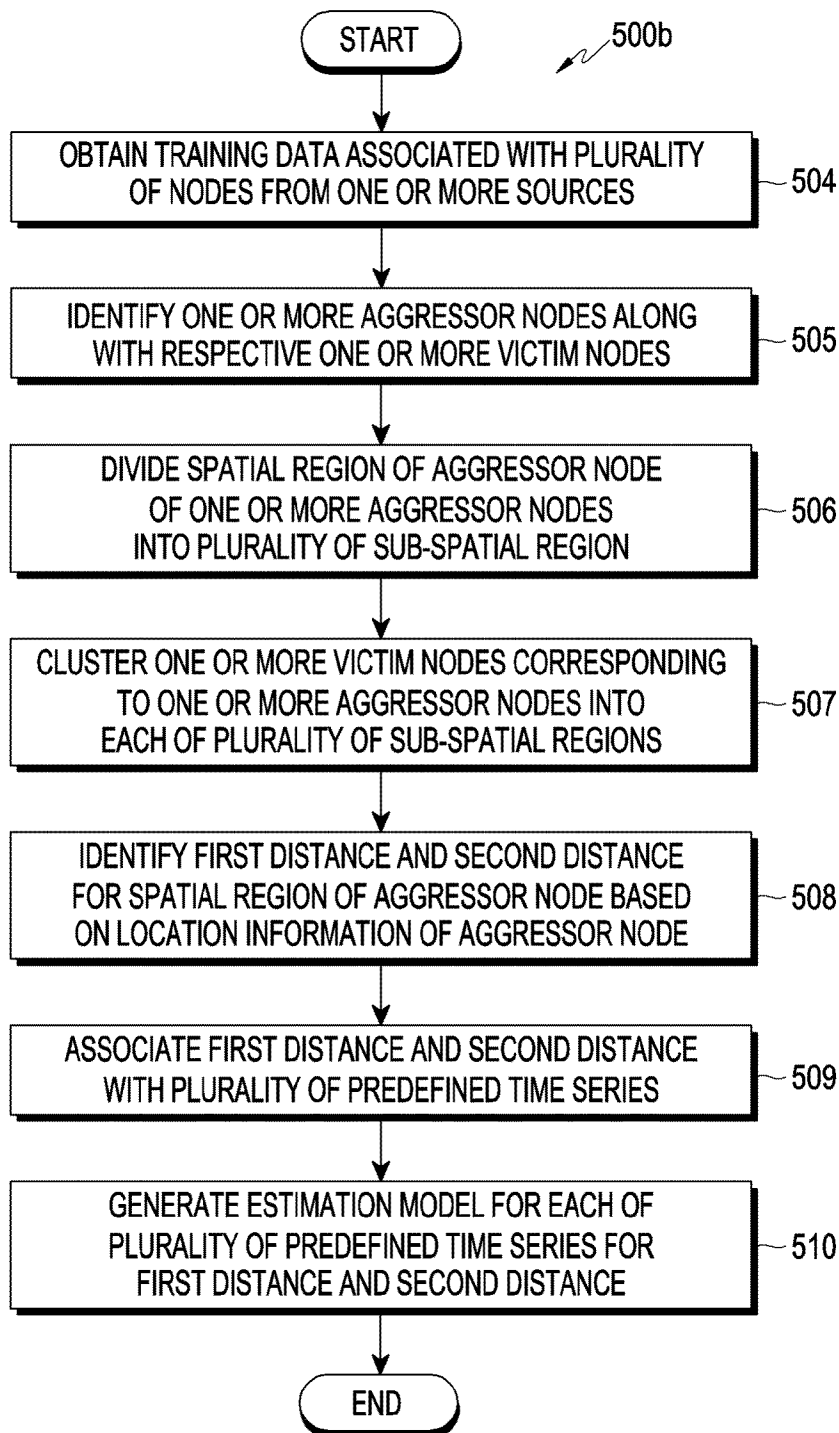 START
500b
OBTAIN TRAINING DATA ASSOCIATED WITH PLURALITY
OF NODES FROM ONE OR MORE SOURCES
504
IDENTIFY ONE OR MORE AGGRESSOR NODES ALONG
WITH RESPECTIVE ONE OR MORE VICTIM NODES
505
DIVIDE SPATIAL REGION OF AGGRESSOR NODE
OF ONE OR MORE AGGRESSOR NODES
INTO PLURALITY OF SUB-SPATIAL REGION
506
CLUSTER ONE OR MORE VICTIM NODES CORRESPONDING
TO ONE OR MORE AGGRESSOR NODES INTO
EACH OF PLURALITY OF SUB-SPATIAL REGIONS
507
IDENTIFY FIRST DISTANCE AND SECOND DISTANCE
FOR SPATIAL REGION OF AGGRESSOR NODE BASED
ON LOCATION INFORMATION OF AGGRESSOR NODE
508
ASSOCIATE FIRST DISTANCE AND SECOND DISTANCE
WITH PLURALITY OF PREDEFINED TIME SERIES
509
GENERATE ESTIMATION MODEL FOR EACH OF
PLURALITY OF PREDEFINED TIME SERIES FOR
FIRST DISTANCE AND SECOND DISTANCE
510
END